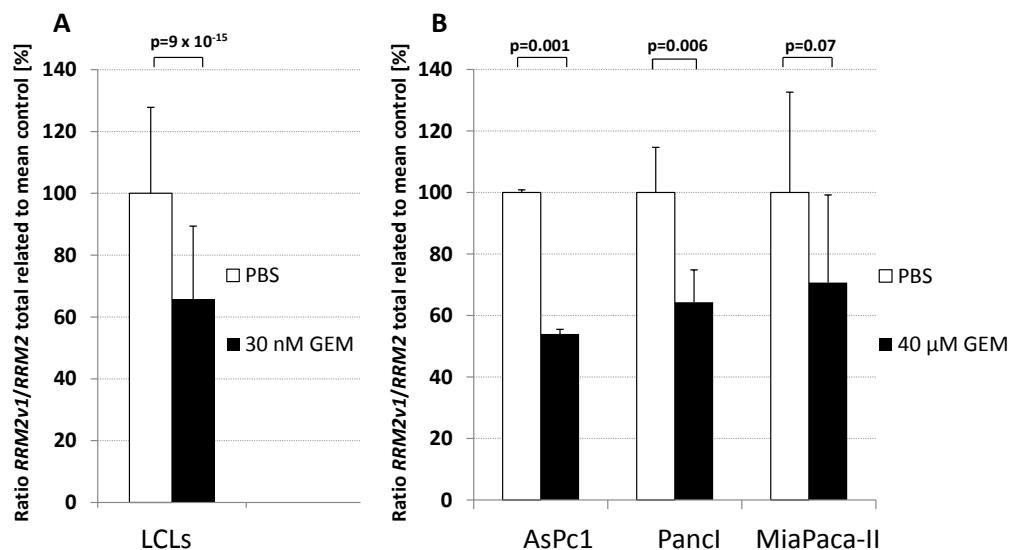 A
p=9 x 10-15
Ratio RRM2v1/RRM2 total related to mean control [%]
140
120
100
80
60
40
20
0
PBS
30 nM GEM
LCLs
B
p=0.001 p=0.006 p=0.07
Ratio RRM2v1/RRM2 total related to mean control [%]
140
120
100
80
60
40
20
0
PBS
40 µM GEM
AsPc1 PancI MiaPaca-II